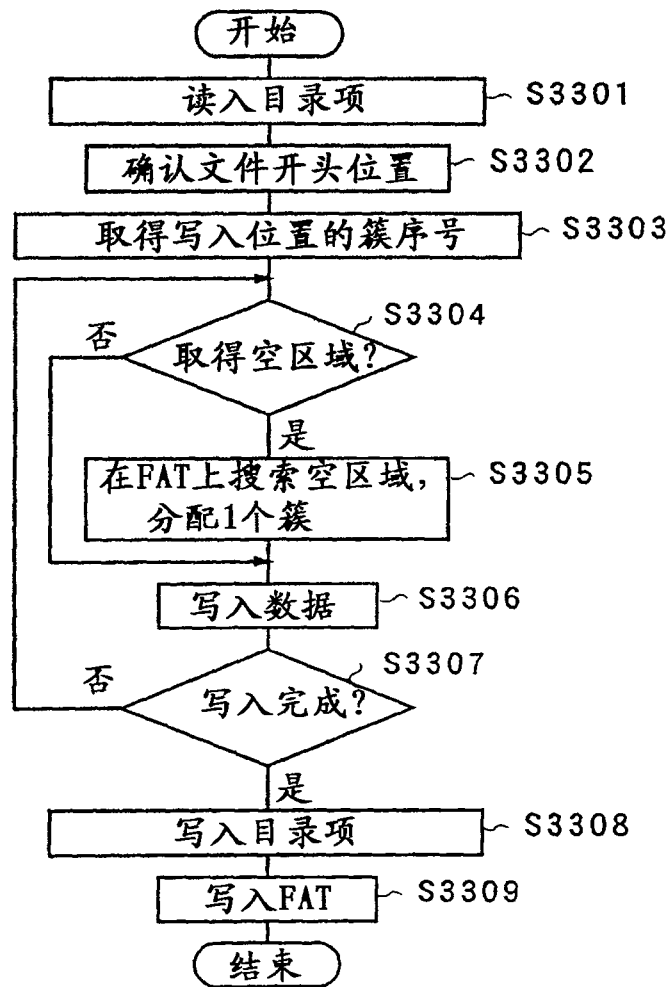 开始
读入目录项
S3301
确认文件开头位置
S3302
取得写入位置的簇序号
S3303
S3304
否
取得空区域?
是
在FAT上搜索空区域,
分配1个簇
S3305
写入数据
S3306
S3307
否
写入完成?
是
写入目录项
S3308
写入FAT
S3309
结束